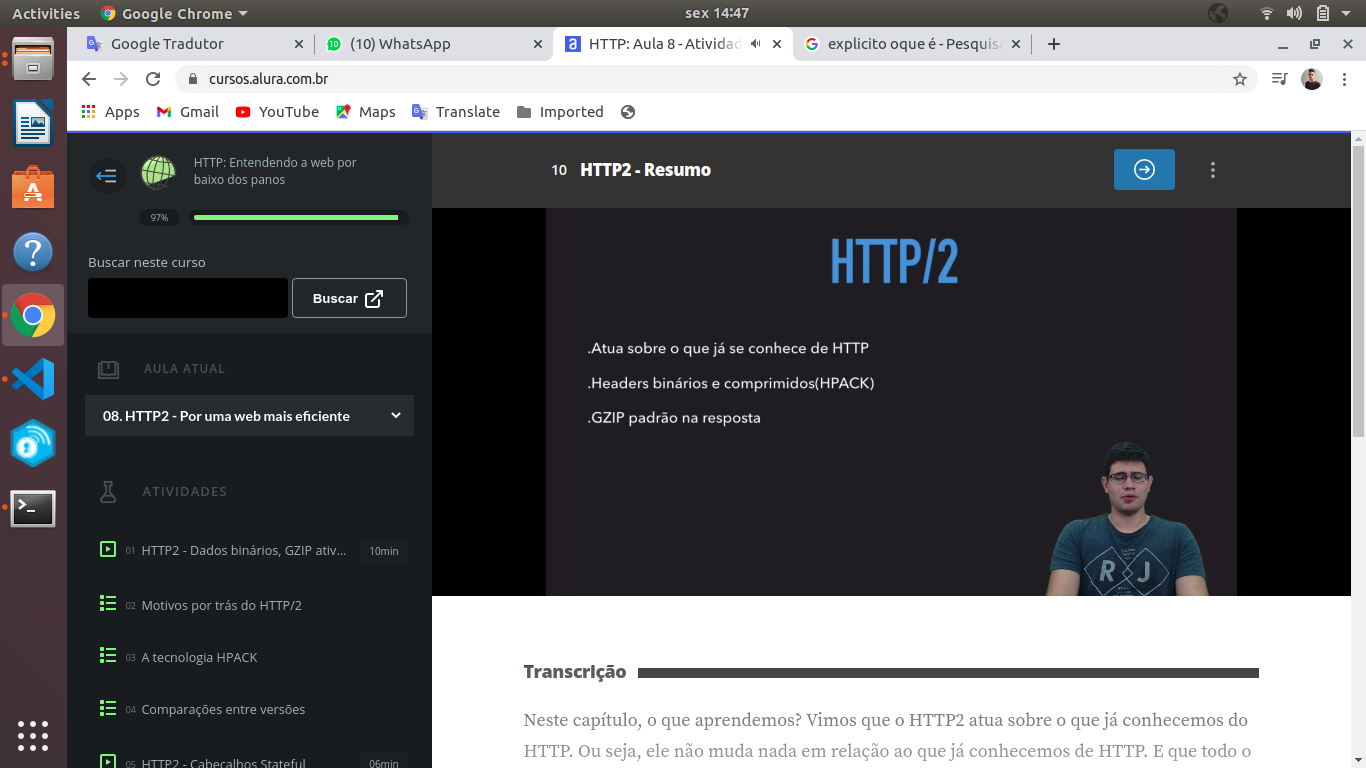 Activities
Google Chrome
sex 14:47
Google Tradutor
(10) WhatsApp
HTTP: Aula 8 - Atividad
explicito oque é - Pesquis
cursos.alura.com.br
Apps
Gmail
YouTube
Maps
Translate
Imported
HTTP: Entendendo a web por
baixo dos panos
97%
Buscar neste curso
Buscar
AULA ATUAL
08. HTTP2 - Por uma web mais eficiente
ATIVIDADES
01 HTTP2 - Dados binários, GZIP ativ... 10min
02 Motivos por trás do HTTP/2
03 A tecnologia HPACK
04 Comparações entre versões
05 HTTP2 - Cabeçalhos Stateful 06min
10 HTTP2 - Resumo
HTTP/2
.Atua sobre o que já se conhece de HTTP
.Headers binários e comprimidos(HPACK)
.GZIP padrão na resposta
R J
Transcrição
Neste capítulo, o que aprendemos? Vimos que o HTTP2 atua sobre o que já conhecemos do
HTTP. Ou seja, ele não muda nada em relação ao que já conhecemos de HTTP. E que todo o